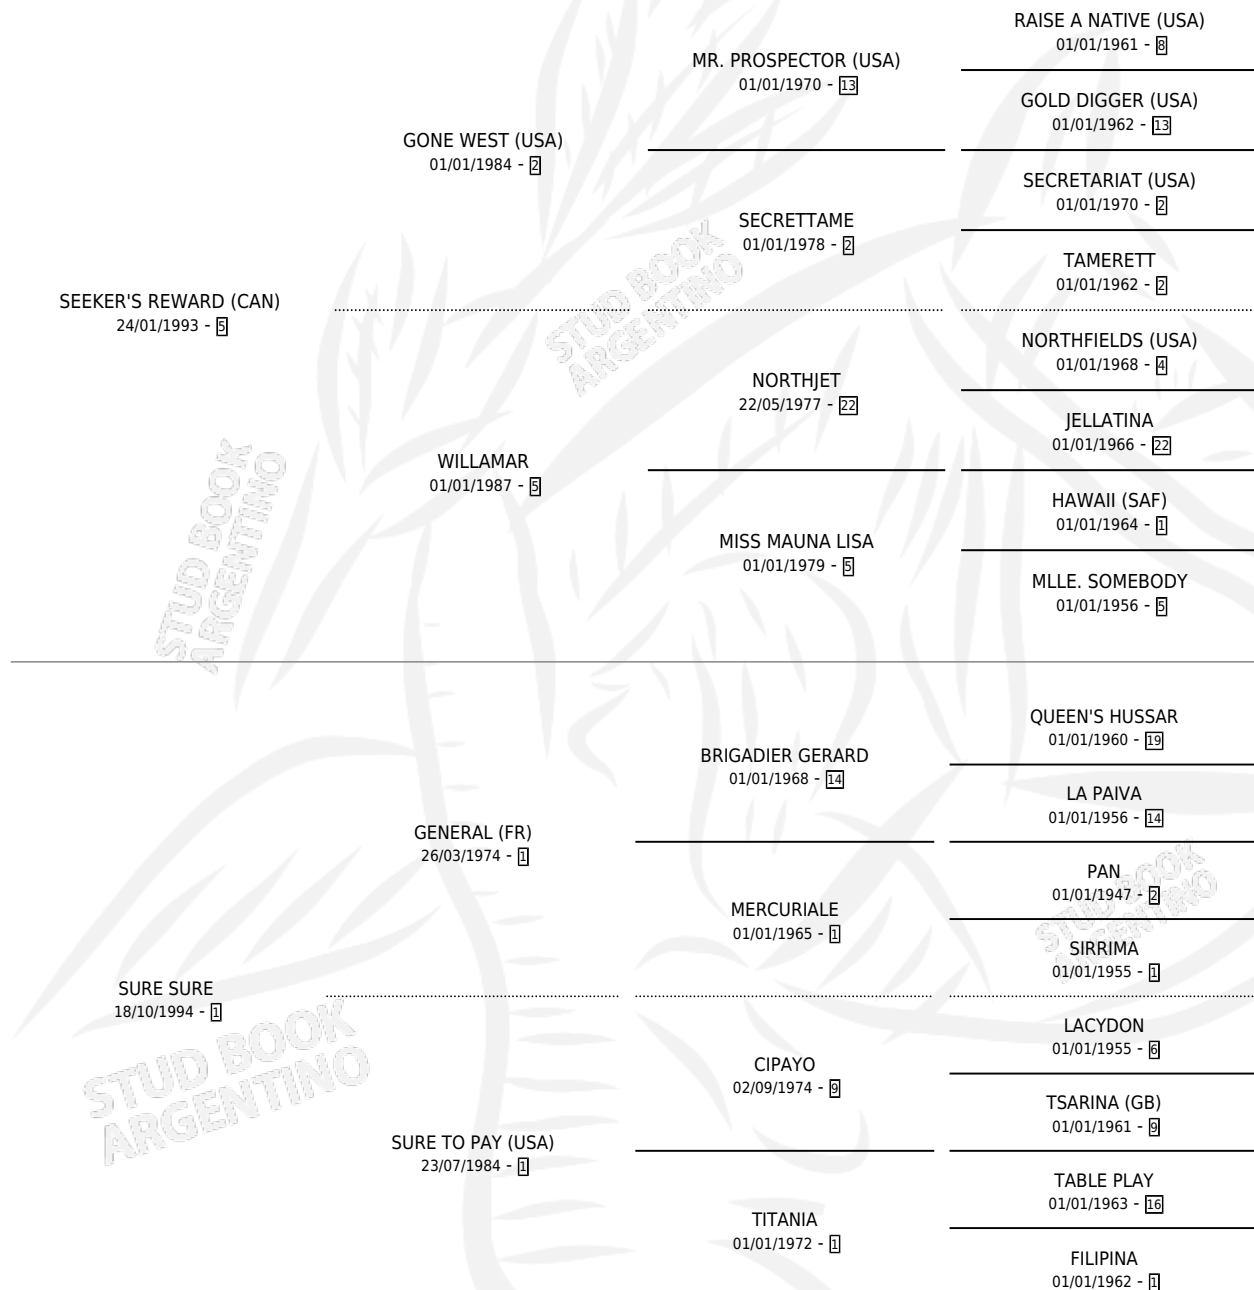 RAISE A NATIVE (USA)
01/01/1961 - 8
MR. PROSPECTOR (USA)
01/01/1970 - 13
GOLD DIGGER (USA)
01/01/1962 - 13
GONE WEST (USA)
01/01/1984 - 2
SECRETARIAT (USA)
01/01/1970 - 2
SECRETTAME
01/01/1978 - 2
TAMERETT
01/01/1962 - 2
SEEKER'S REWARD (CAN)
24/01/1993 - 5
NORTHFIELDS (USA)
01/01/1968 - 4
NORTHJET
22/05/1977 - 22
JELLATINA
01/01/1966 - 22
WILLAMAR
01/01/1987 - 5
HAWAII (SAF)
01/01/1964 - 1
MISS MAUNA LISA
01/01/1979 - 5
MLLE. SOMEBODY
01/01/1956 - 5
STUD BOOK
ARGENTINO
STUD BOOK
ARGENTINO
QUEEN'S HUSSAR
01/01/1960 - 19
BRIGADIER GERARD
01/01/1968 - 14
LA PAIVA
01/01/1956 - 14
GENERAL (FR)
26/03/1974 - 1
PAN
01/01/1947 - 2
MERCURIALE
01/01/1965 - 1
SIRRIMA
01/01/1955 - 1
SURE SURE
18/10/1994 - 1
LACYDON
01/01/1955 - 6
CIPAYO
02/09/1974 - 9
TSARINA (GB)
01/01/1961 - 9
SURE TO PAY (USA)
23/07/1984 - 1
TABLE PLAY
01/01/1963 - 16
TITANIA
01/01/1972 - 1
FILIPINA
01/01/1962 - 1
STUD BOOK
ARGENTINO
STUD BOOK
ARGENTINO